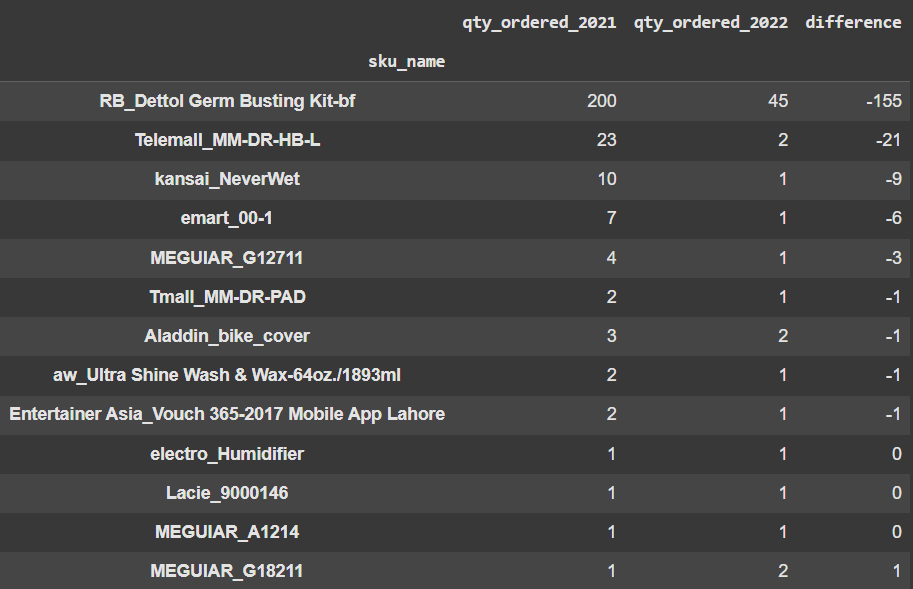 qty_ordered_2021 qty_ordered_2022 difference
sku_name
RB_Dettol Germ Busting Kit-bf 200 45 -155
Telemall_MM-DR-HB-L 23 2 -21
kansai_NeverWet 10 1 -9
emart_00-1 7 1 -6
MEGUIAR_G12711 4 1 -3
Tmall_MM-DR-PAD 2 1 -1
Aladdin_bike_cover 3 2 -1
aw_Ultra Shine Wash & Wax-64oz./1893ml 2 1 -1
Entertainer Asia_Vouch 365-2017 Mobile App Lahore 2 1 -1
electro_Humidifier 1 1 0
Lacie_9000146 1 1 0
MEGUIAR_A1214 1 1 0
MEGUIAR_G18211 1 2 1